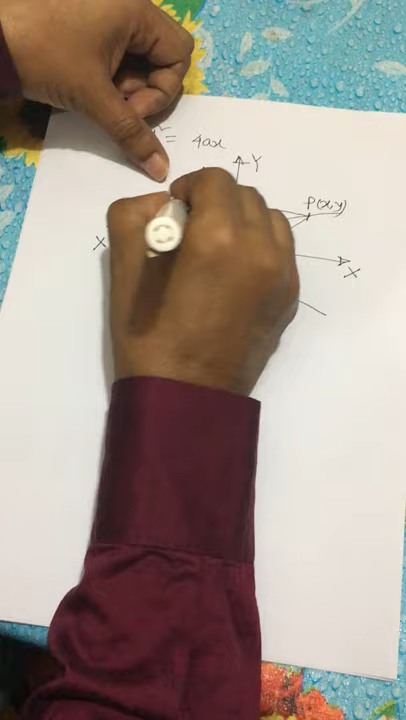 = 4ax
Y
P(x,y)
X
X